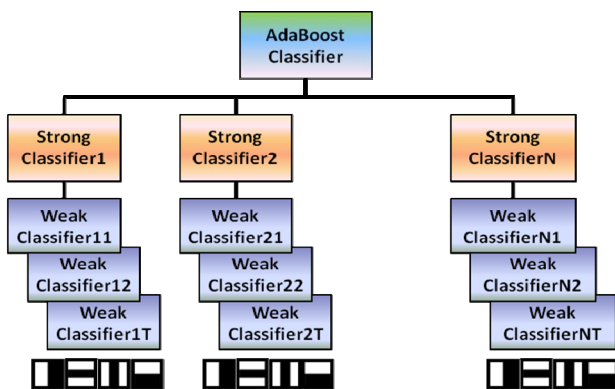 AdaBoost
Classifier
Strong
Classifier1
Strong
Classifier2
Strong
ClassifierN
Weak
Classifier11
Weak
Classifier12
Weak
Classifier1T
Weak
Classifier21
Weak
Classifier22
Weak
Classifier2T
Weak
ClassifierN1
Weak
ClassifierN2
Weak
ClassifierNT